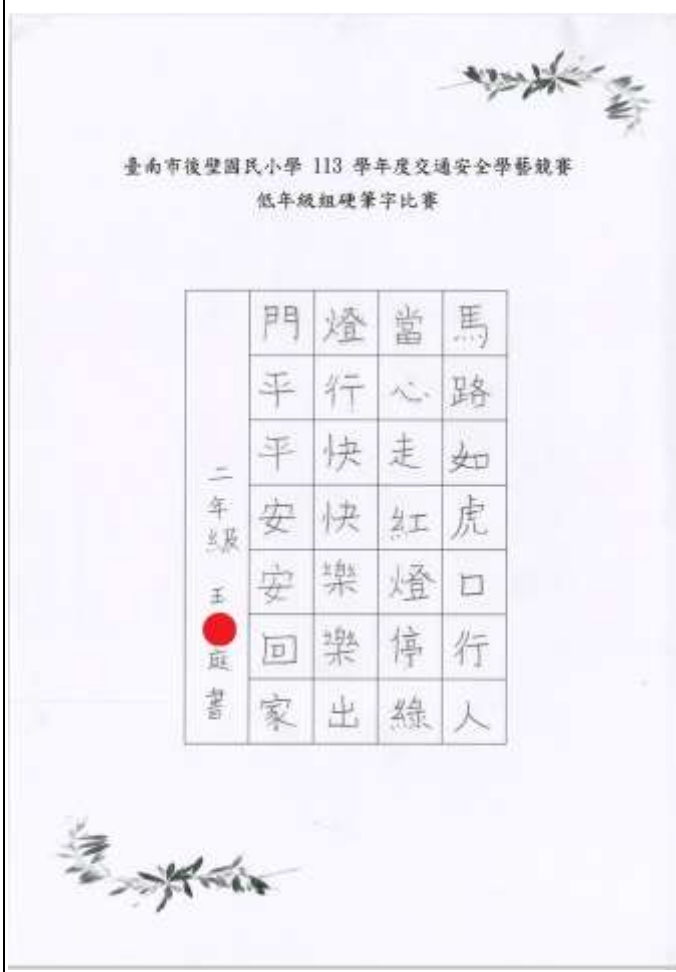 臺南市後壁國民小學 113 學年度交通安全學藝競賽
低年級組硬筆字比賽
馬路如虎口行人
當心走紅燈停綠
燈行快快樂樂出
門平平安安回家
二年級 王庭書